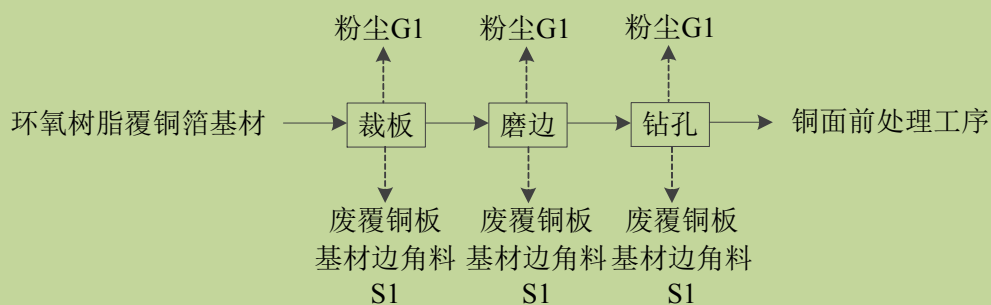 粉尘G1
粉尘G1
粉尘G1
环氧树脂覆铜箔基材
裁板
磨边
钻孔
铜面前处理工序
废覆铜板
基材边角料
S1
废覆铜板
基材边角料
S1
废覆铜板
基材边角料
S1